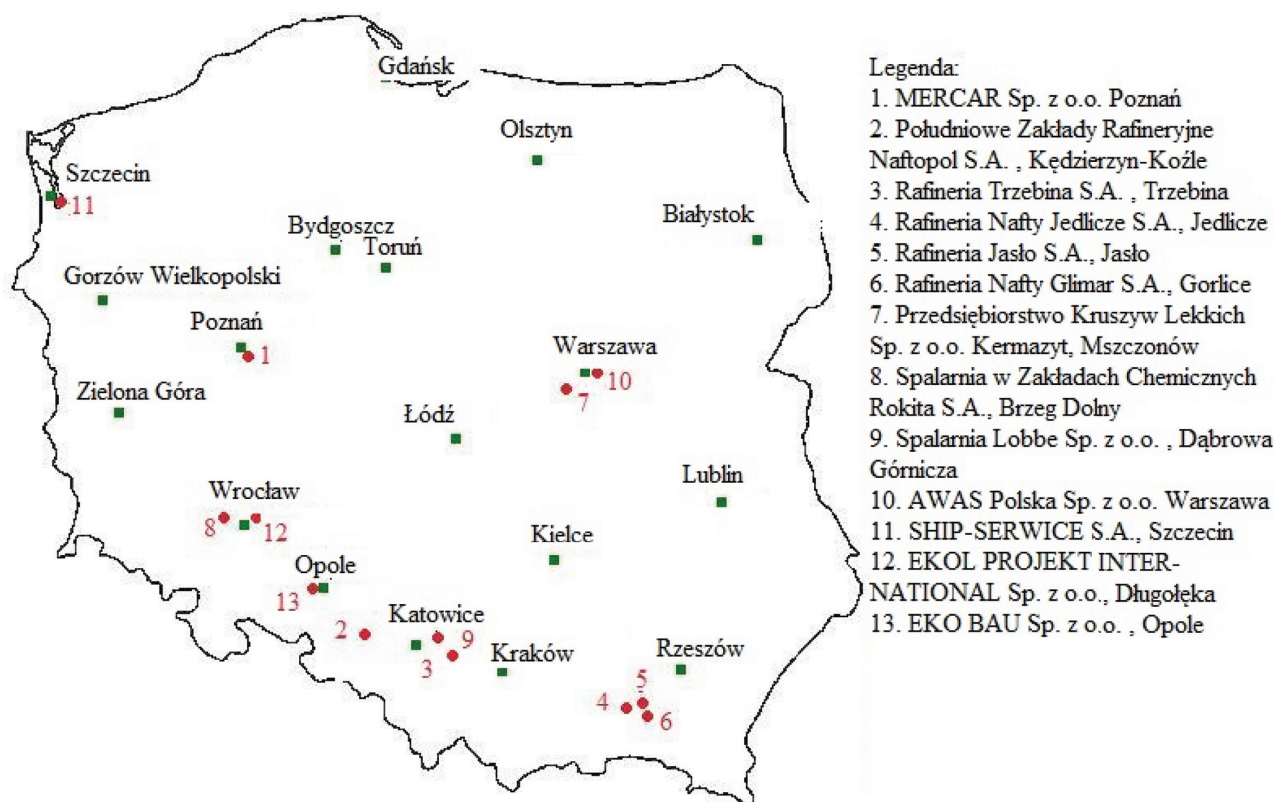 Gdańsk
Olsztyn
Szczecin
11
Białystok
Bydgoszcz
Toruń
Gorzów Wielkopolski
Poznań
1
Warszawa
10
7
Zielona Góra
Łódź
Lublin
Wrocław
8
12
Kielce
Opole
13
Katowice
2
9
3
Kraków
Rzeszów
5
4
6
Legenda:
1. MERCAR Sp. z o.o. Poznań
2. Południowe Zakłady Rafineryjne
Naftopol S.A. , Kędzierzyn-Koźle
3. Rafineria Trzebina S.A. , Trzebina
4. Rafineria Nafty Jedlicze S.A., Jedlicze
5. Rafineria Jasło S.A., Jasło
6. Rafineria Nafty Glimar S.A., Gorlice
7. Przedsiębiorstwo Kruszyw Lekkich
Sp. z o.o. Kermazyt, Mszczonów
8. Spalarnia w Zakładach Chemicznych
Rokita S.A., Brzeg Dolny
9. Spalarnia Lobbe Sp. z o.o. , Dąbrowa
Górnicza
10. AWAS Polska Sp. z o.o. Warszawa
11. SHIP-SERWICE S.A., Szczecin
12. EKOL PROJEKT INTER-
NATIONAL Sp. z o.o., Długołęka
13. EKO BAU Sp. z o.o. , Opole